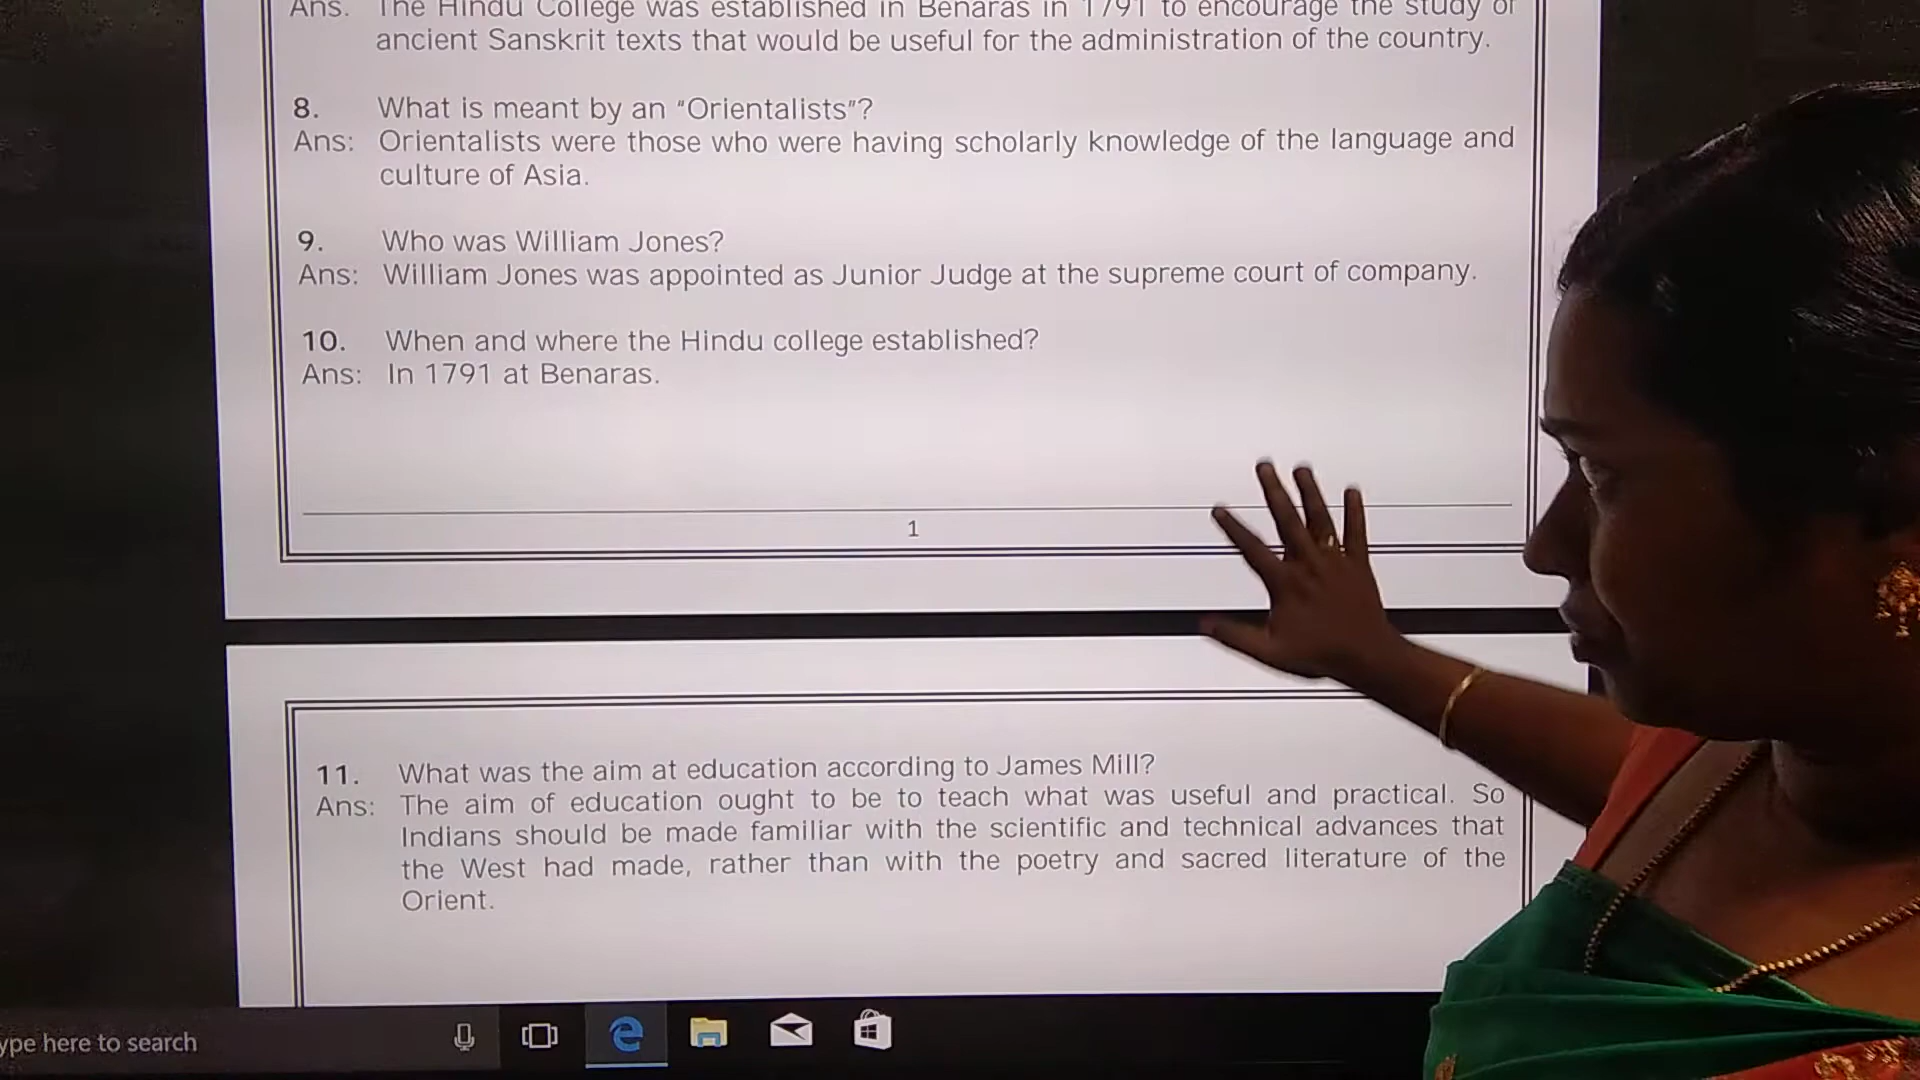 Ans. The Hindu College was established in Benaras in 1791 to encourage the study of
ancient Sanskrit texts that would be useful for the administration of the country.
8. What is meant by an "Orientalists"?
Ans: Orientalists were those who were having scholarly knowledge of the language and
culture of Asia.
9. Who was William Jones?
Ans: William Jones was appointed as Junior Judge at the supreme court of company.
10. When and where the Hindu college established?
Ans: In 1791 at Benaras.
1
11. What was the aim at education according to James Mill?
Ans: The aim of education ought to be to teach what was useful and practical. So
Indians should be made familiar with the scientific and technical advances that
the West had made, rather than with the poetry and sacred literature of the
Orient.
ype here to search